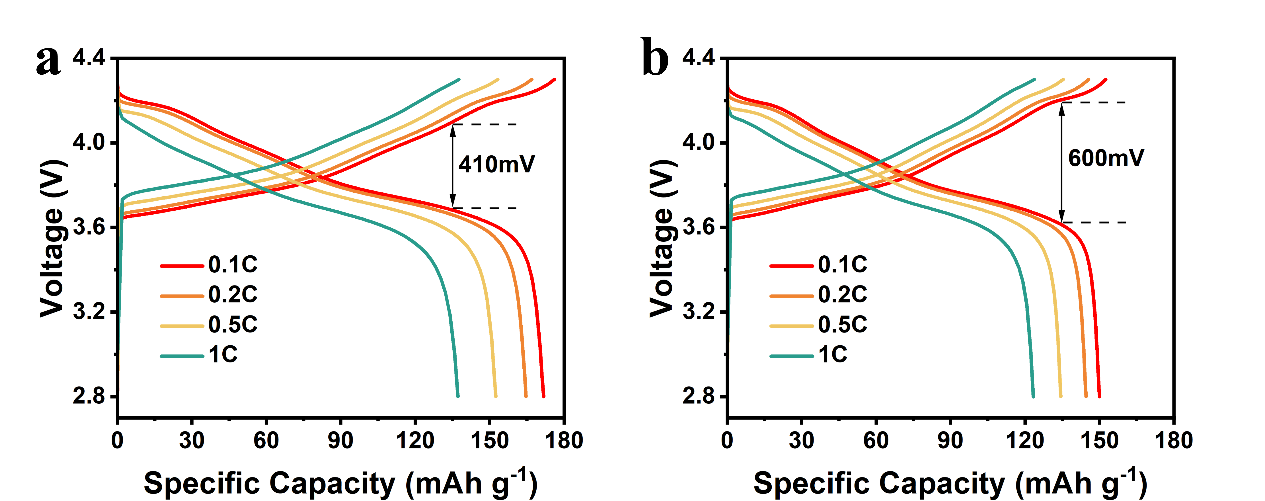 a
4.4
4.0
3.6
3.2
2.8
Voltage (V)
410mV
0.1C
0.2C
0.5C
1C
0 30 60 90 120 150 180
Specific Capacity (mAh g-1)
b
4.4
4.0
3.6
3.2
2.8
Voltage (V)
600mV
0.1C
0.2C
0.5C
1C
0 30 60 90 120 150 180
Specific Capacity (mAh g-1)